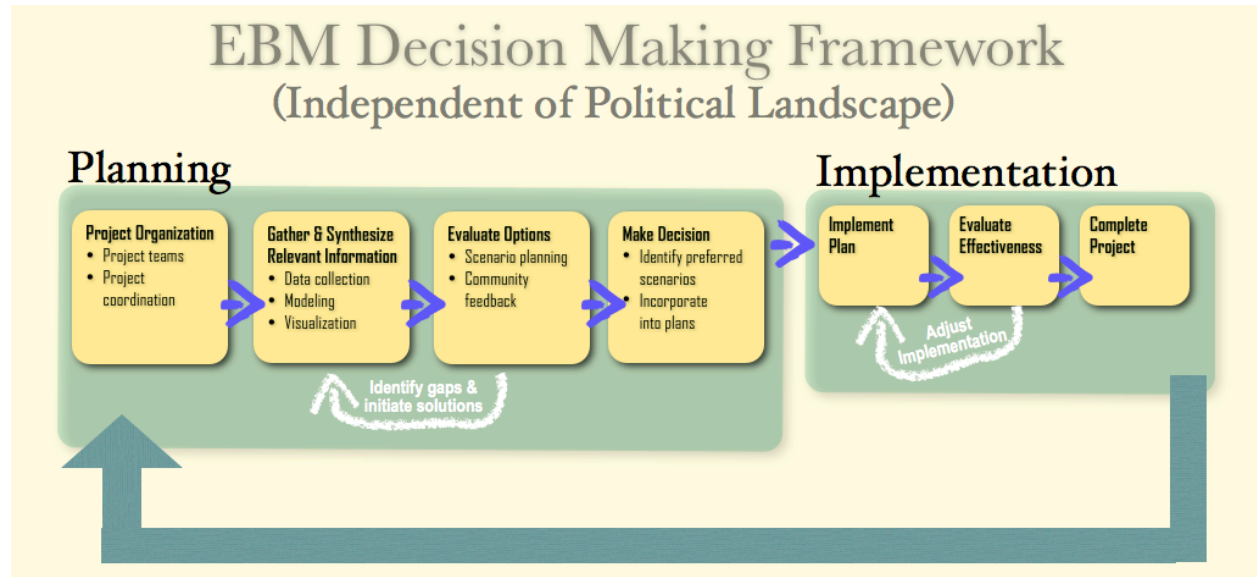 EBM Decision Making Framework
(Independent of Political Landscape)
Planning
Project Organization
• Project teams
• Project
coordination
Gather & Synthesize
Relevant Information
• Data collection
• Modeling
• Visualization
Evaluate Options
• Scenario planning
• Community
feedback
Make Decision
• Identify preferred
scenarios
• Incorporate
into plans
Identify gaps &
initiate solutions
Implementation
Implement
Plan
Evaluate
Effectiveness
Complete
Project
Adjust
Implementation